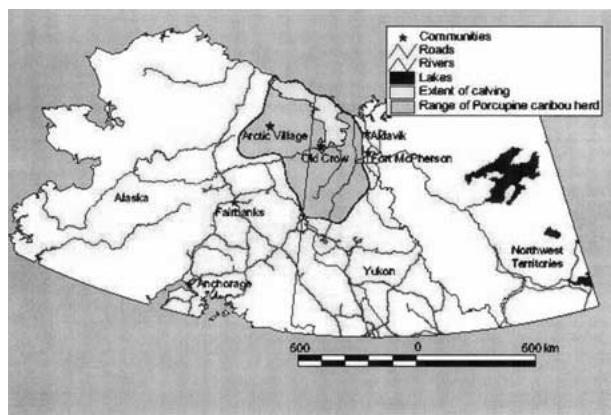 Communities
Roads
Rivers
Lakes
Extent of calving
Range of Porcupine caribou herd
Arctic Village
Aklavik
Old Crow
Fort McPherson
Alaska
Fairbanks
Northwest
Territories
Yukon
Anchorage
500 0 500 km